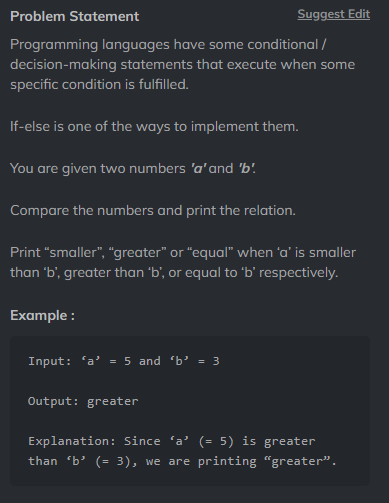 Problem Statement
Suggest Edit
Programming languages have some conditional /
decision-making statements that execute when some
specific condition is fulfilled.
If-else is one of the ways to implement them.
You are given two numbers 'a' and 'b'.
Compare the numbers and print the relation.
Print “smaller”, “greater” or “equal” when ‘a’ is smaller
than ‘b’, greater than ‘b’, or equal to ‘b’ respectively.
Example :
Input: ‘a’ = 5 and ‘b’ = 3
Output: greater
Explanation: Since ‘a’ (= 5) is greater
than ‘b’ (= 3), we are printing “greater”.